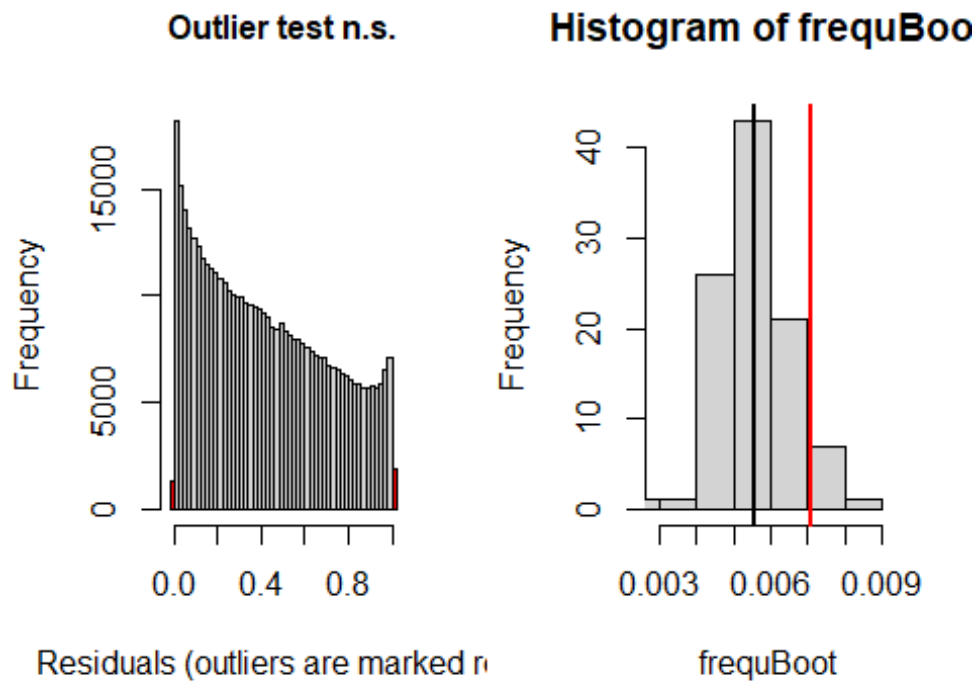 Outlier test n.s.
Frequency
0 5000 15000
0.0 0.4 0.8
Residuals (outliers are marked re
Histogram of frequBoo
Frequency
0 10 20 30 40
0.003 0.006 0.009
frequBoot